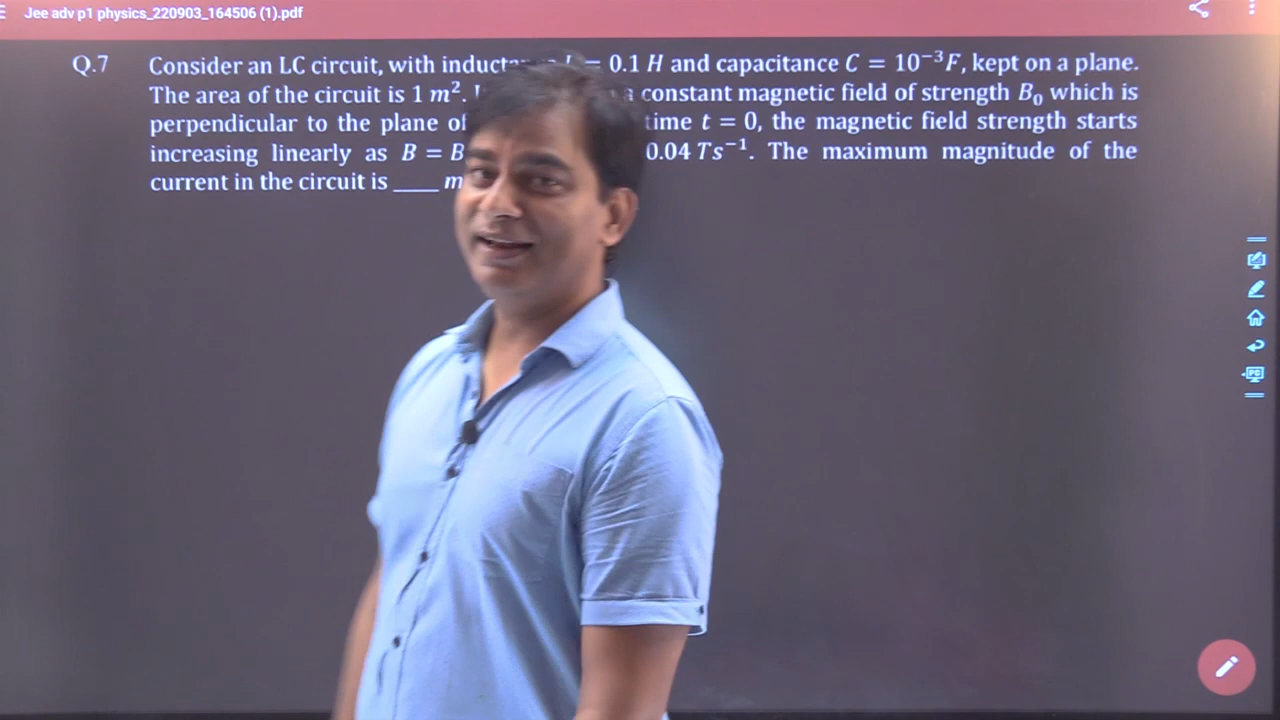 Jee adv p1 physics_220903_164506 (1).pdf
Q.7 Consider an LC circuit, with = 0.1 H and capacitance C = 10⁻³F, kept on a plane.
The area of the circuit is 1 m². constant magnetic field of strength B₀ which is
perpendicular to the plane of time t = 0, the magnetic field strength starts
increasing linearly as B = 0.04 Ts⁻¹. The maximum magnitude of the
current in the circuit is ____
PC